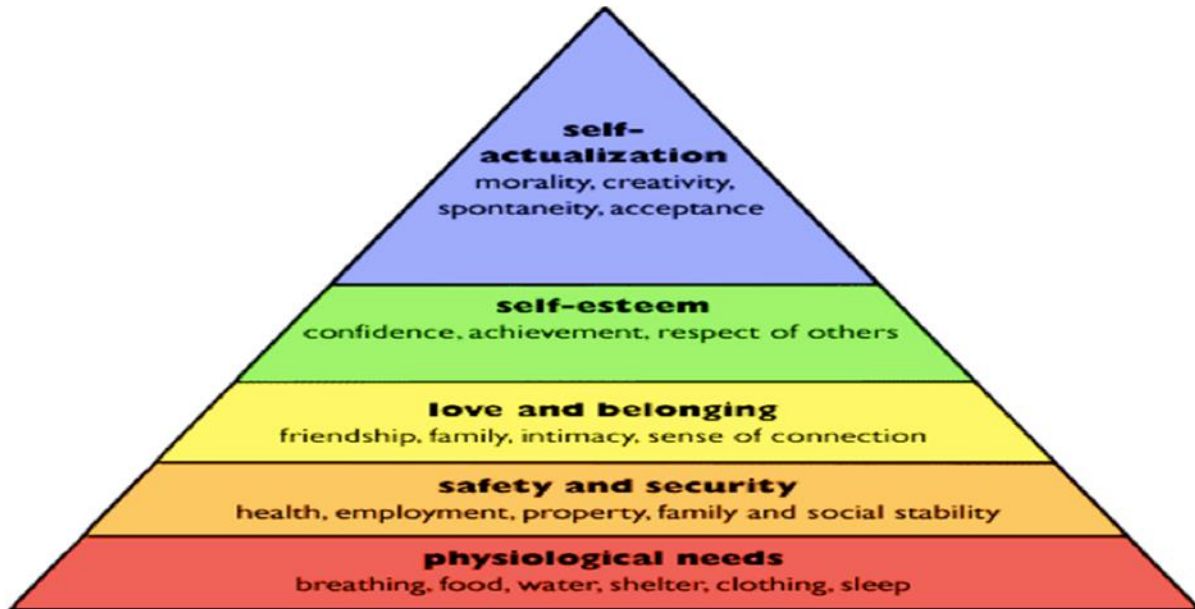 self-
actualization
morality, creativity,
spontaneity, acceptance
self-esteem
confidence, achievement, respect of others
love and belonging
friendship, family, intimacy, sense of connection
safety and security
health, employment, property, family and social stability
physiological needs
breathing, food, water, shelter, clothing, sleep